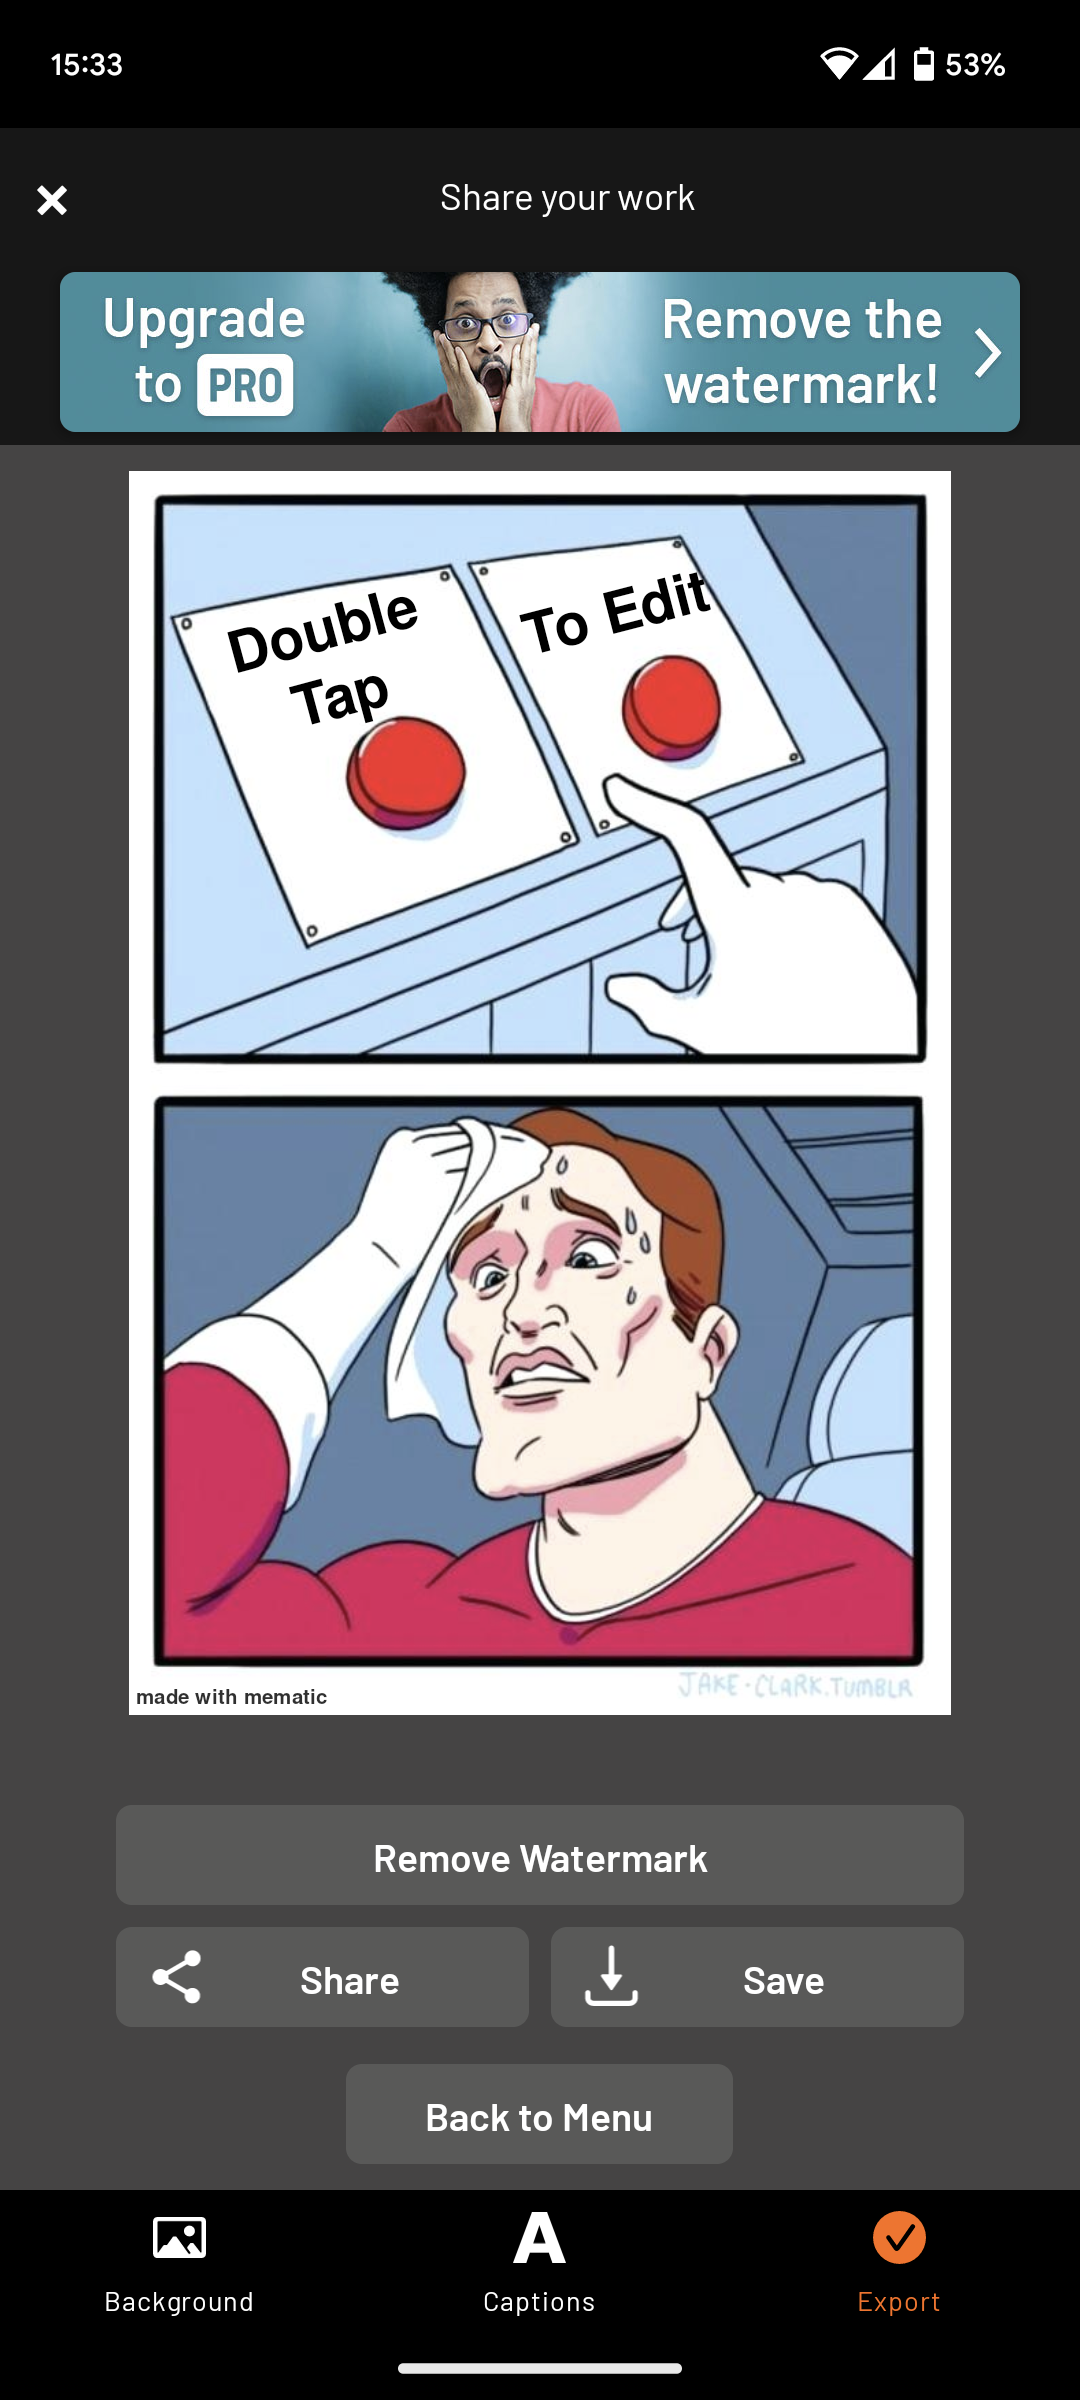 15:33
53%
Share your work
Upgrade
to PRO
Remove the
watermark!
Double
Tap
To Edit
made with mematic
JAKE-CLARK.TUMBLR
Remove Watermark
Share
Save
Back to Menu
Background
Captions
Export